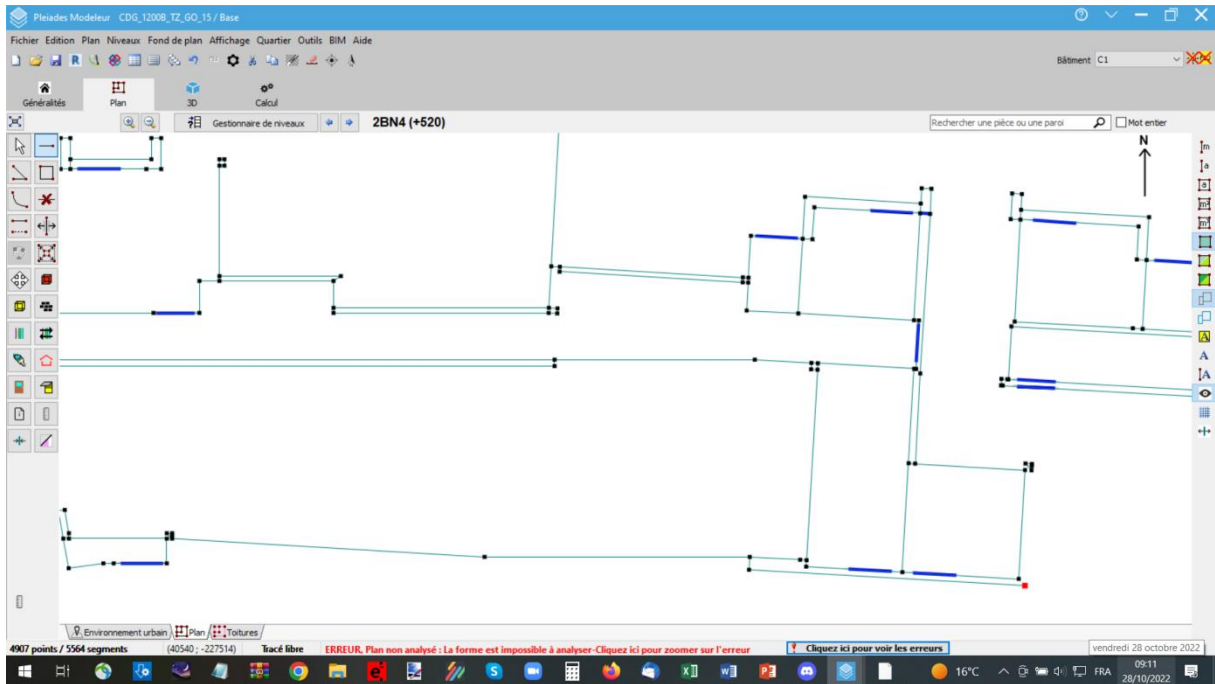 Pleiades Modeleur CDG_1200B_TZ_GO_15 / Base
Fichier Edition Plan Niveaux Fond de plan Affichage Quartier Outils BIM Aide
Bâtiment C1
Généralités Plan 3D Calcul
Gestionnaire de niveaux 2BN4 (+520) Rechercher une pièce ou une paroi Mot entier
N
Environnement urbain Plan Toitures
4907 points / 5564 segments (40540 ; -227514) Tracé libre ERREUR. Plan non analysé : La forme est impossible à analyser-Cliquez ici pour zoomer sur l'erreur Cliquez ici pour voir les erreurs vendredi 28 octobre 2022
16°C FRA 09:11
28/10/2022